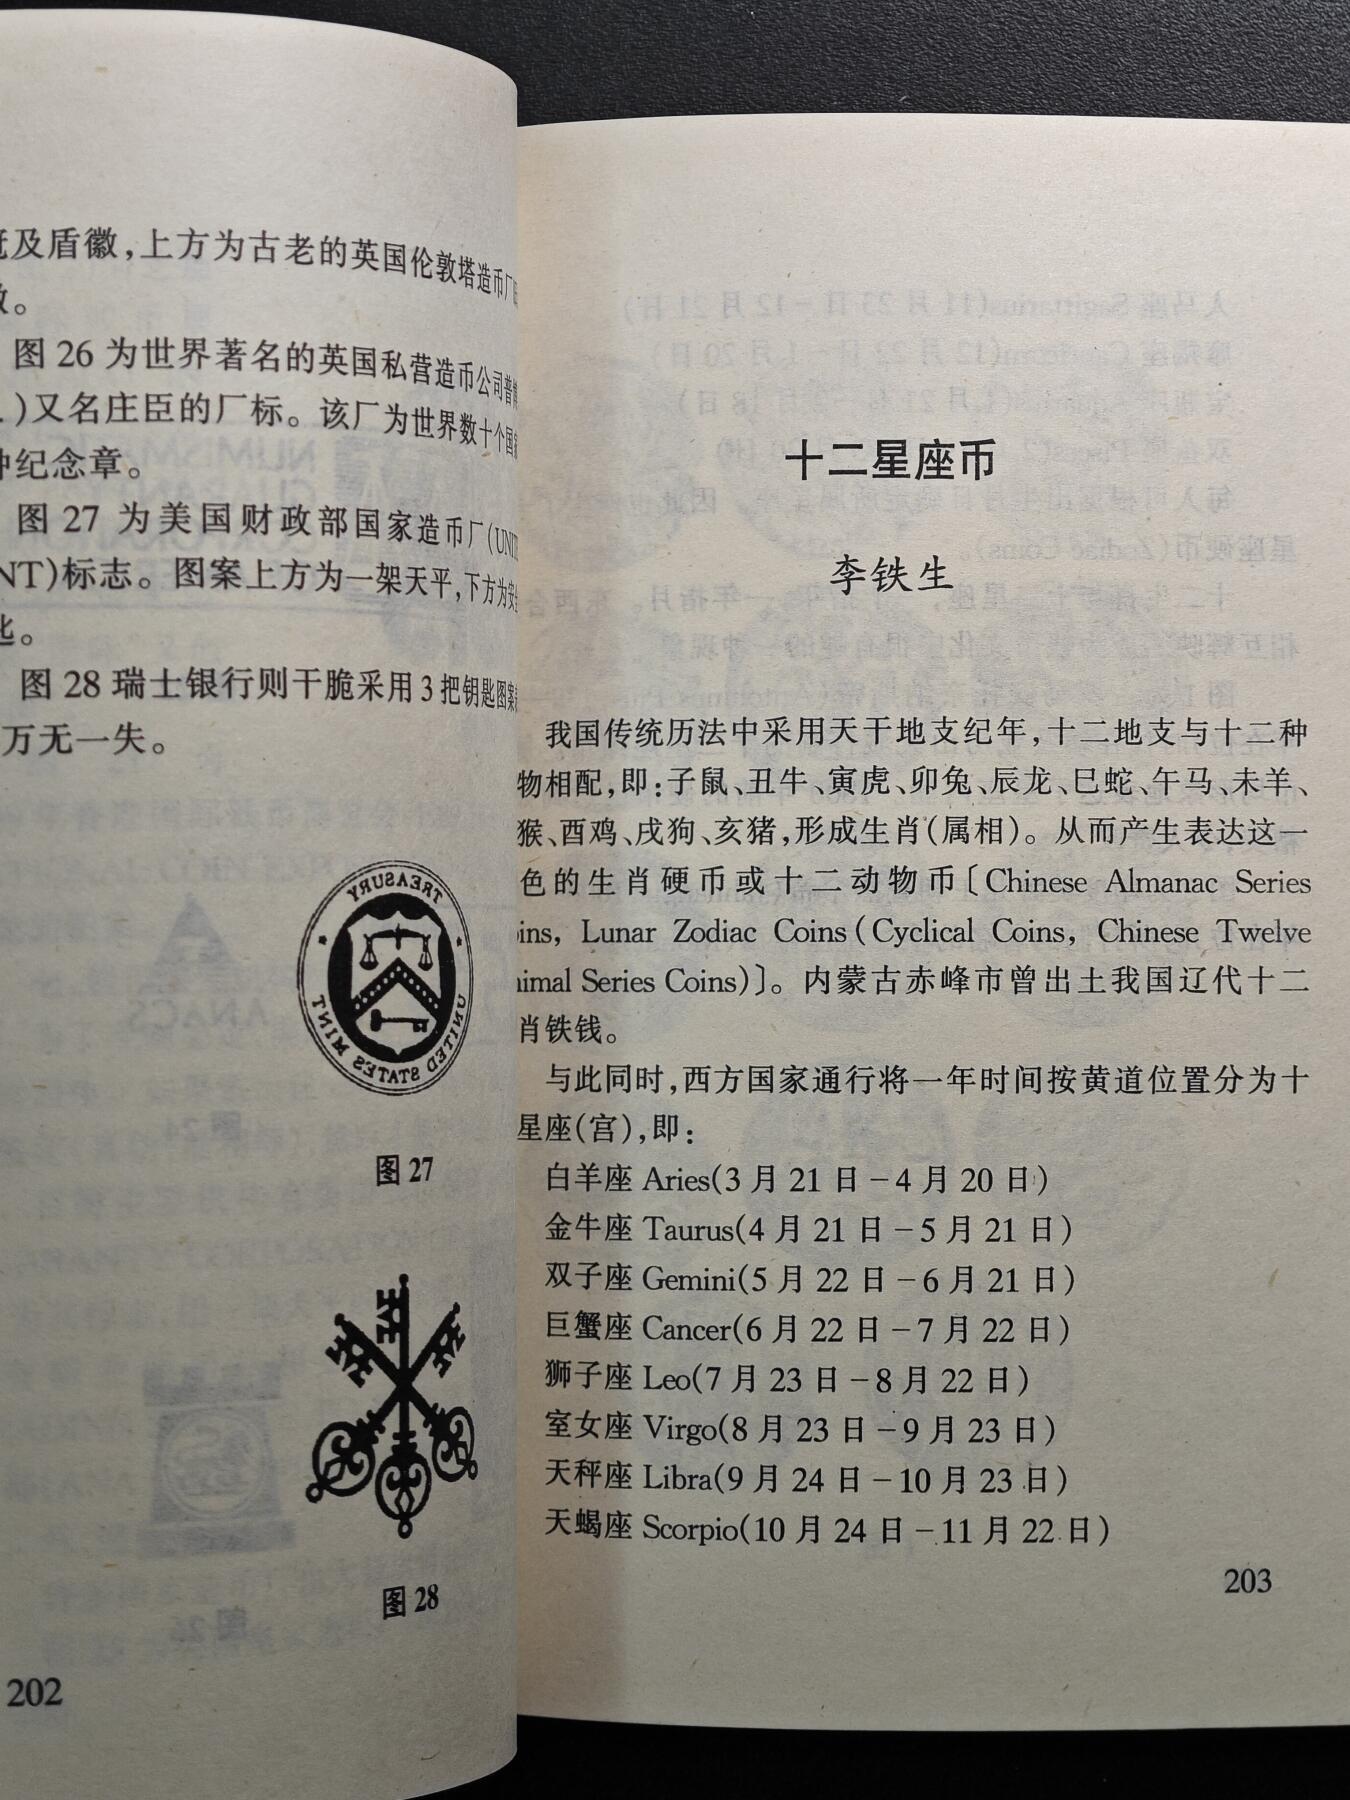 及盾徽,上方为古老的英国伦敦塔造币厂
。
图 26 为世界著名的英国私营造币公司普
)又名庄臣的厂标。该厂为世界数十个国家
纪念章。
图 27 为美国财政部国家造币厂(UNITE
NT)标志。图案上方为一架天平,下方为安全
。
图 28 瑞士银行则干脆采用 3 把钥匙图案
万无一失。
TREASURY
UNITED STATES MINT
图 27
图 28
202
十二星座币
李铁生
我国传统历法中采用天干地支纪年,十二地支与十二种
物相配,即:子鼠、丑牛、寅虎、卯兔、辰龙、巳蛇、午马、未羊、
猴、酉鸡、戌狗、亥猪,形成生肖(属相)。从而产生表达这一
色的生肖硬币或十二动物币〔Chinese Almanac Series
ins, Lunar Zodiac Coins(Cyclical Coins, Chinese Twelve
imal Series Coins)〕。内蒙古赤峰市曾出土我国辽代十二
肖铁钱。
与此同时,西方国家通行将一年时间按黄道位置分为十
星座(宫),即:
白羊座 Aries(3 月 21 日－4 月 20 日)
金牛座 Taurus(4 月 21 日－5 月 21 日)
双子座 Gemini(5 月 22 日－6 月 21 日)
巨蟹座 Cancer(6 月 22 日－7 月 22 日)
狮子座 Leo(7 月 23 日－8 月 22 日)
室女座 Virgo(8 月 23 日－9 月 23 日)
天秤座 Libra(9 月 24 日－10 月 23 日)
天蝎座 Scorpio(10 月 24 日－11 月 22 日)
203